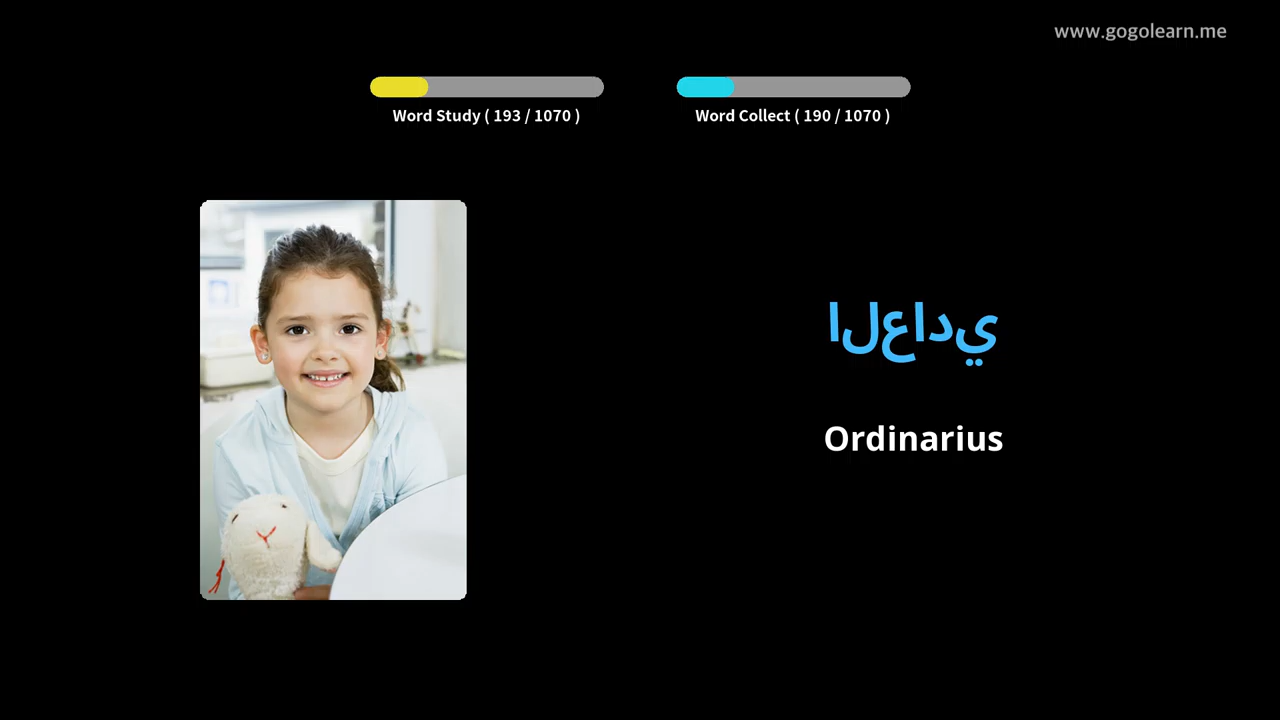 www.gogolearn.me
Word Study ( 193 / 1070 )
Word Collect ( 190 / 1070 )
العادي
Ordinarius